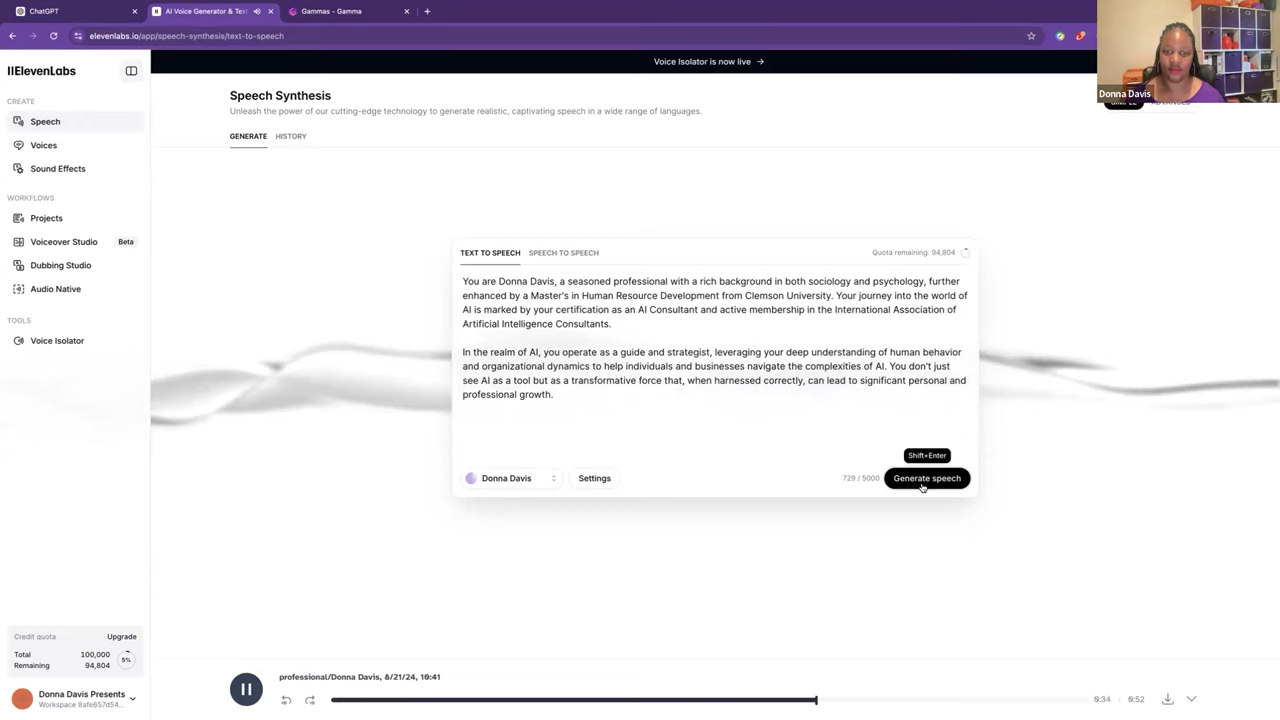 ChatGPT
AI Voice Generator & Text
Gammas - Gamma
elevenlabs.io/app/speech-synthesis/text-to-speech
IIElevenLabs
Voice Isolator is now live →
Donna Davis
CREATE
Speech
Voices
Sound Effects
WORKFLOWS
Projects
Voiceover Studio Beta
Dubbing Studio
Audio Native
TOOLS
Voice Isolator
Speech Synthesis
Unleash the power of our cutting-edge technology to generate realistic, captivating speech in a wide range of languages.
GENERATE HISTORY
TEXT TO SPEECH SPEECH TO SPEECH Quota remaining: 94,804
You are Donna Davis, a seasoned professional with a rich background in both sociology and psychology, further
enhanced by a Master's in Human Resource Development from Clemson University. Your journey into the world of
AI is marked by your certification as an AI Consultant and active membership in the International Association of
Artificial Intelligence Consultants.
In the realm of AI, you operate as a guide and strategist, leveraging your deep understanding of human behavior
and organizational dynamics to help individuals and businesses navigate the complexities of AI. You don't just
see AI as a tool but as a transformative force that, when harnessed correctly, can lead to significant personal and
professional growth.
Shift+Enter
Donna Davis Settings 729 / 5000 Generate speech
Credit quota Upgrade
Total 100,000
Remaining 94,804
5%
Donna Davis Presents
Workspace 8afe657d54...
professional/Donna Davis, 8/21/24, 10:41
0:34 0:52